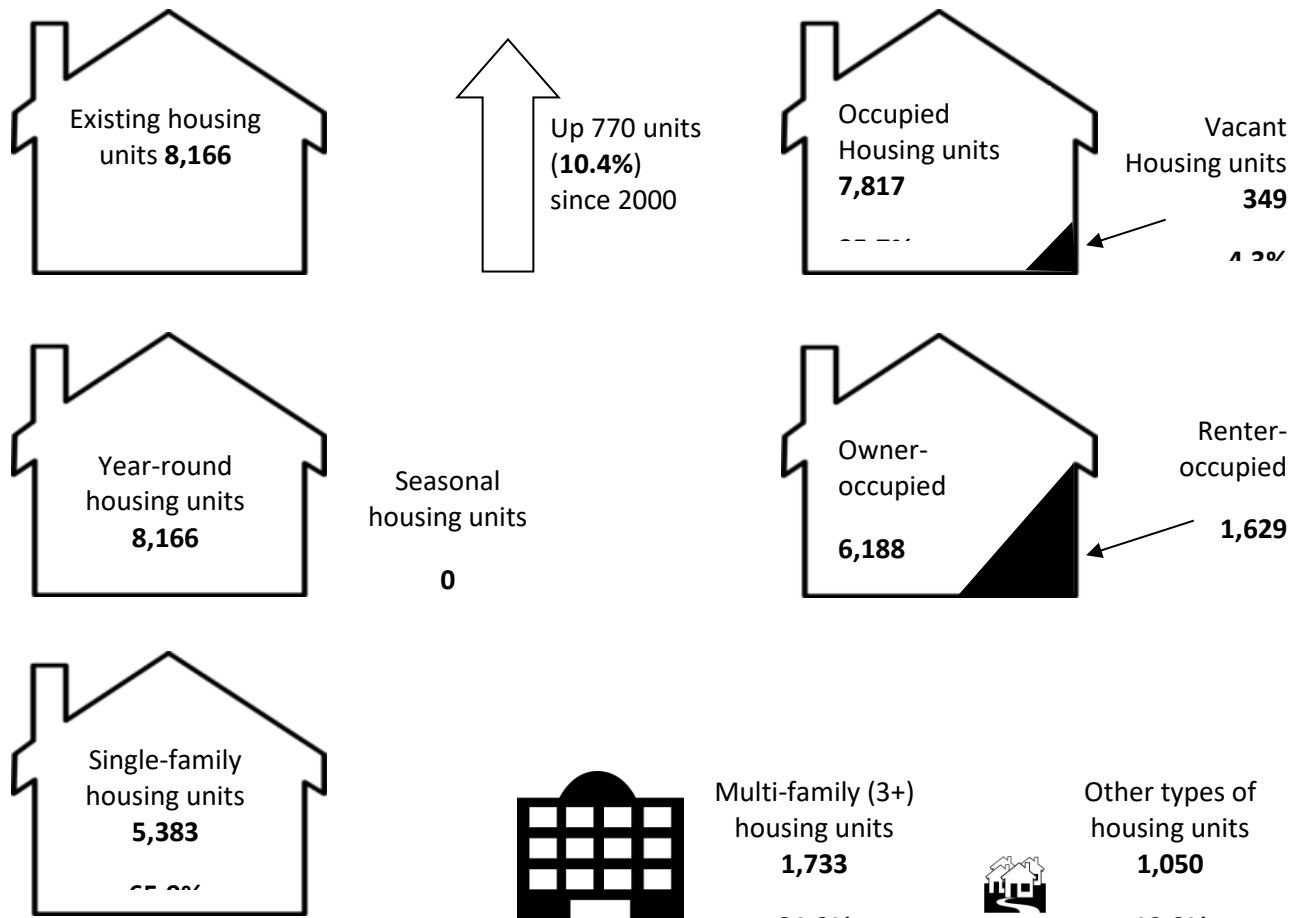 Existing housing
units 8,166
Up 770 units
(10.4%)
since 2000
Occupied
Housing units
7,817
Vacant
Housing units
349
4.3%
Year-round
housing units
8,166
Seasonal
housing units
0
Owner-
occupied
6,188
Renter-
occupied
1,629
Single-family
housing units
5,383
Multi-family (3+)
housing units
1,733
Other types of
housing units
1,050